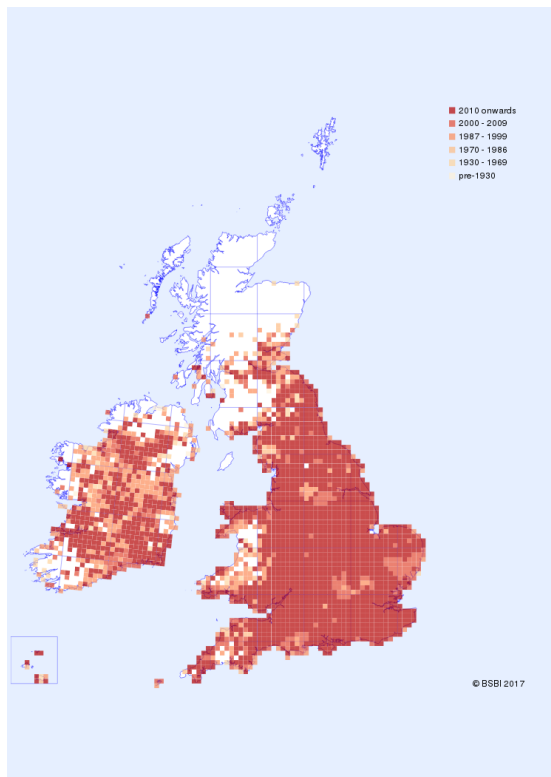 2010 onwards
2000 - 2009
1987 - 1999
1970 - 1986
1930 - 1969
pre-1930
© BSBI 2017